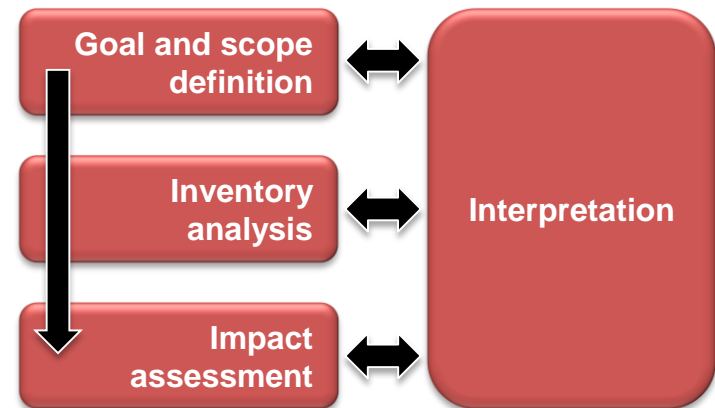 Goal and scope
definition
Inventory
analysis
Interpretation
Impact
assessment